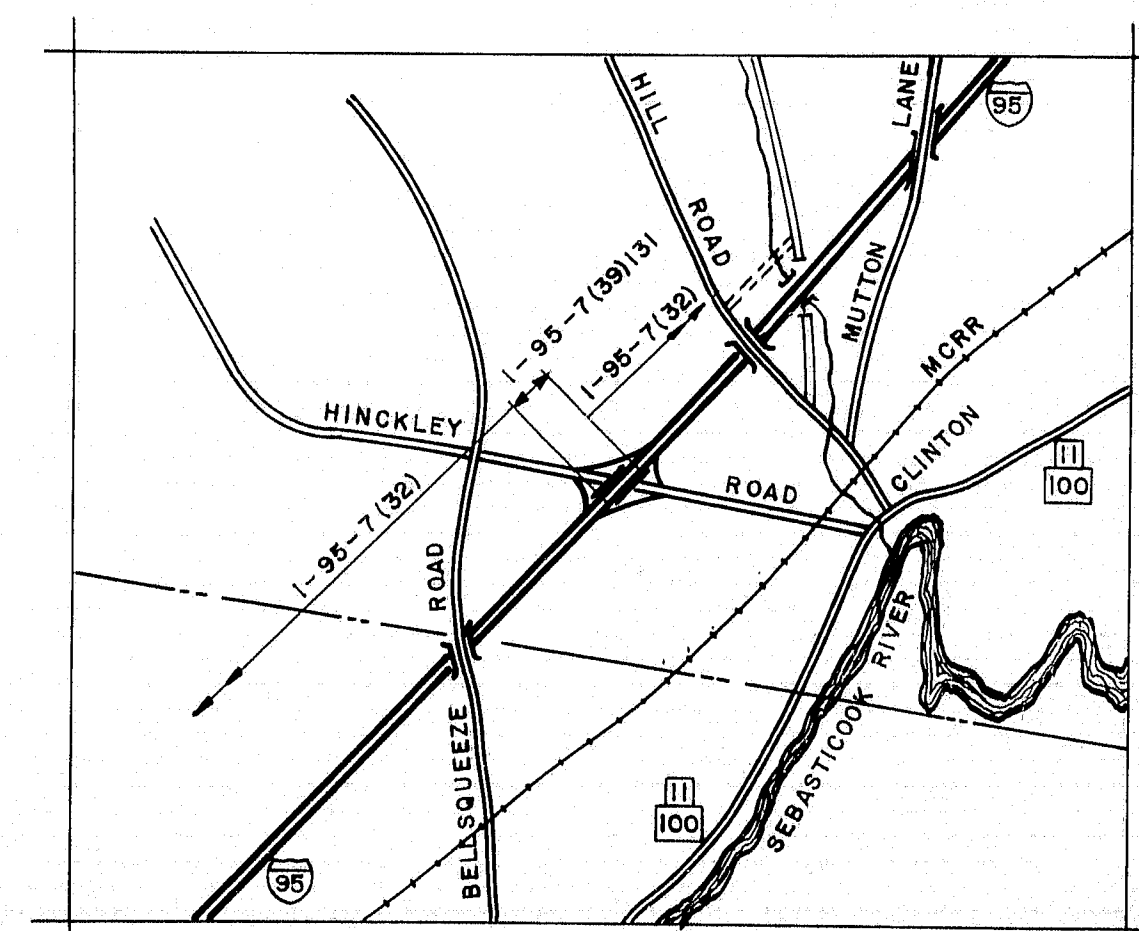 HILL ROAD
LANE
95
I-95-7(39)131
I-95-7(32)
MUTTON
MCRR
HINCKLEY
ROAD
CLINTON
11
100
I-95-7(32)
ROAD
RIVER
SEBASTICOOK
BELLSQUEEZE
11
100
95